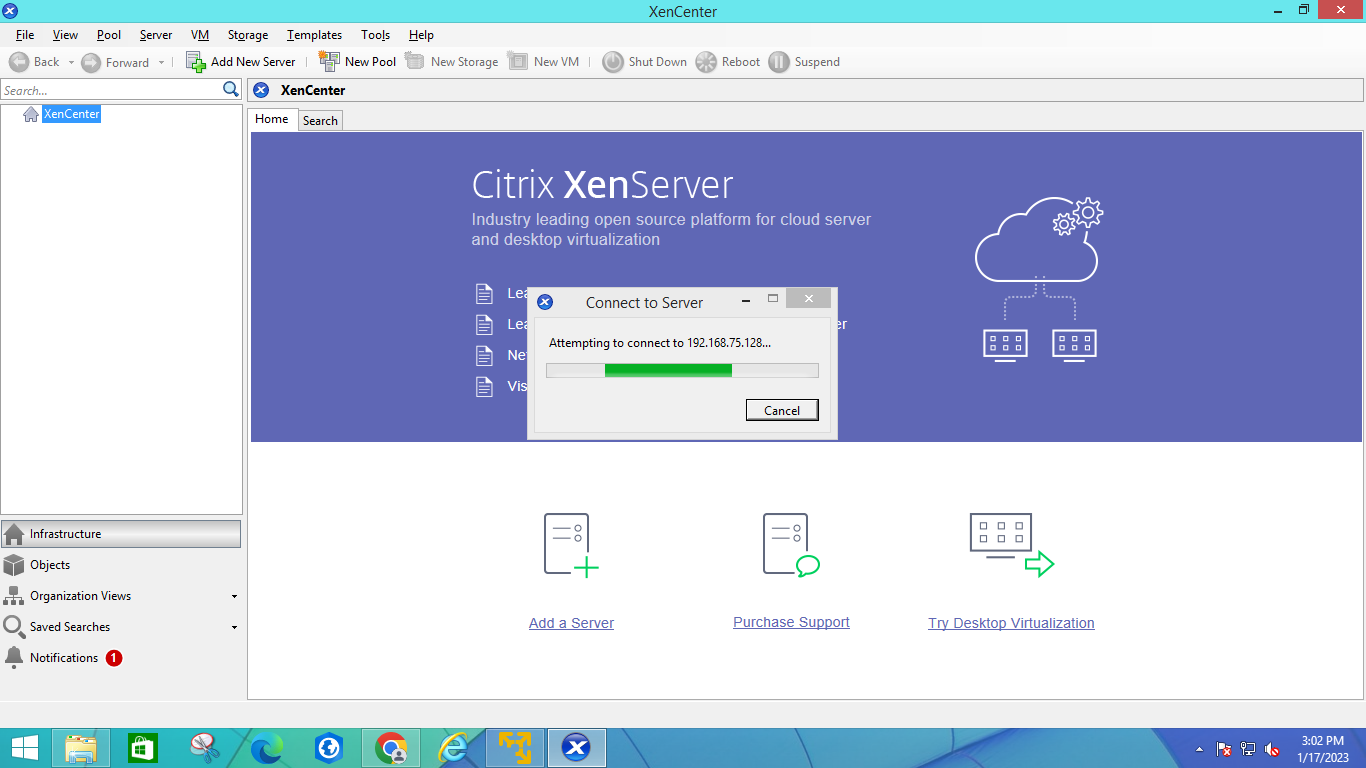 XenCenter
File View Pool Server VM Storage Templates Tools Help
Back Forward Add New Server New Pool New Storage New VM Shut Down Reboot Suspend
Search...
XenCenter
XenCenter
Home Search
Citrix XenServer
Industry leading open source platform for cloud server
and desktop virtualization
Connect to Server
Attempting to connect to 192.168.75.128...
Cancel
Add a Server
Purchase Support
Try Desktop Virtualization
Infrastructure
Objects
Organization Views
Saved Searches
Notifications 1
3:02 PM
1/17/2023